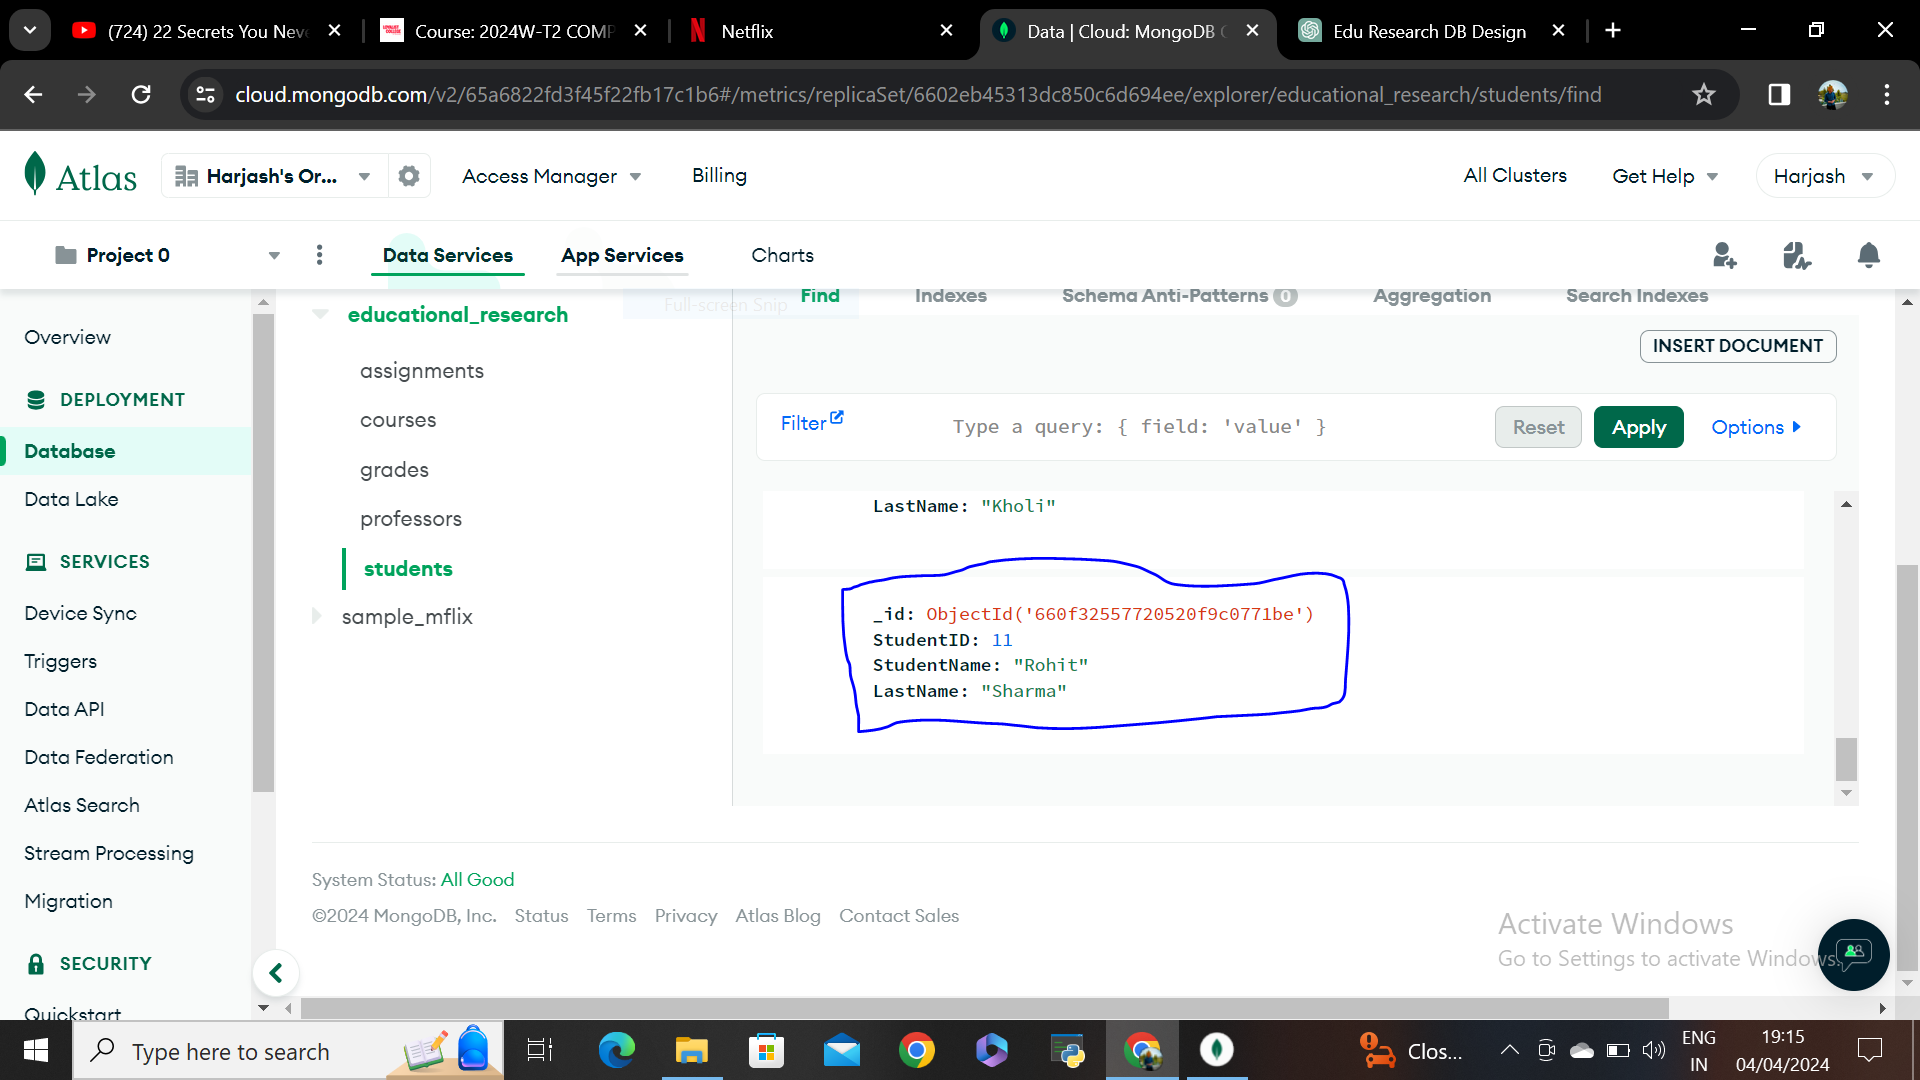 (724) 22 Secrets You Neve
Course: 2024W-T2 COMP
Netflix
Data | Cloud: MongoDB C
Edu Research DB Design
cloud.mongodb.com/v2/65a6822fd3f45f22fb17c1b6#/metrics/replicaSet/6602eb45313dc850c6d694ee/explorer/educational_research/students/find
Atlas
Harjash's Or...
Access Manager
Billing
All Clusters
Get Help
Harjash
Project 0
Data Services
App Services
Charts
Overview
DEPLOYMENT
Database
Data Lake
SERVICES
Device Sync
Triggers
Data API
Data Federation
Atlas Search
Stream Processing
Migration
SECURITY
Quickstart
educational_research
assignments
courses
grades
professors
students
sample_mflix
Full-screen Snip
Find
Indexes
Schema Anti-Patterns 0
Aggregation
Search Indexes
INSERT DOCUMENT
Filter
Type a query: { field: 'value' }
Reset
Apply
Options
LastName: "Kholi"
_id: ObjectId('660f32557720520f9c0771be')
StudentID: 11
StudentName: "Rohit"
LastName: "Sharma"
System Status: All Good
©2024 MongoDB, Inc.
Status
Terms
Privacy
Atlas Blog
Contact Sales
Activate Windows
Go to Settings to activate Windows.
Type here to search
Clos...
ENG
IN
19:15
04/04/2024